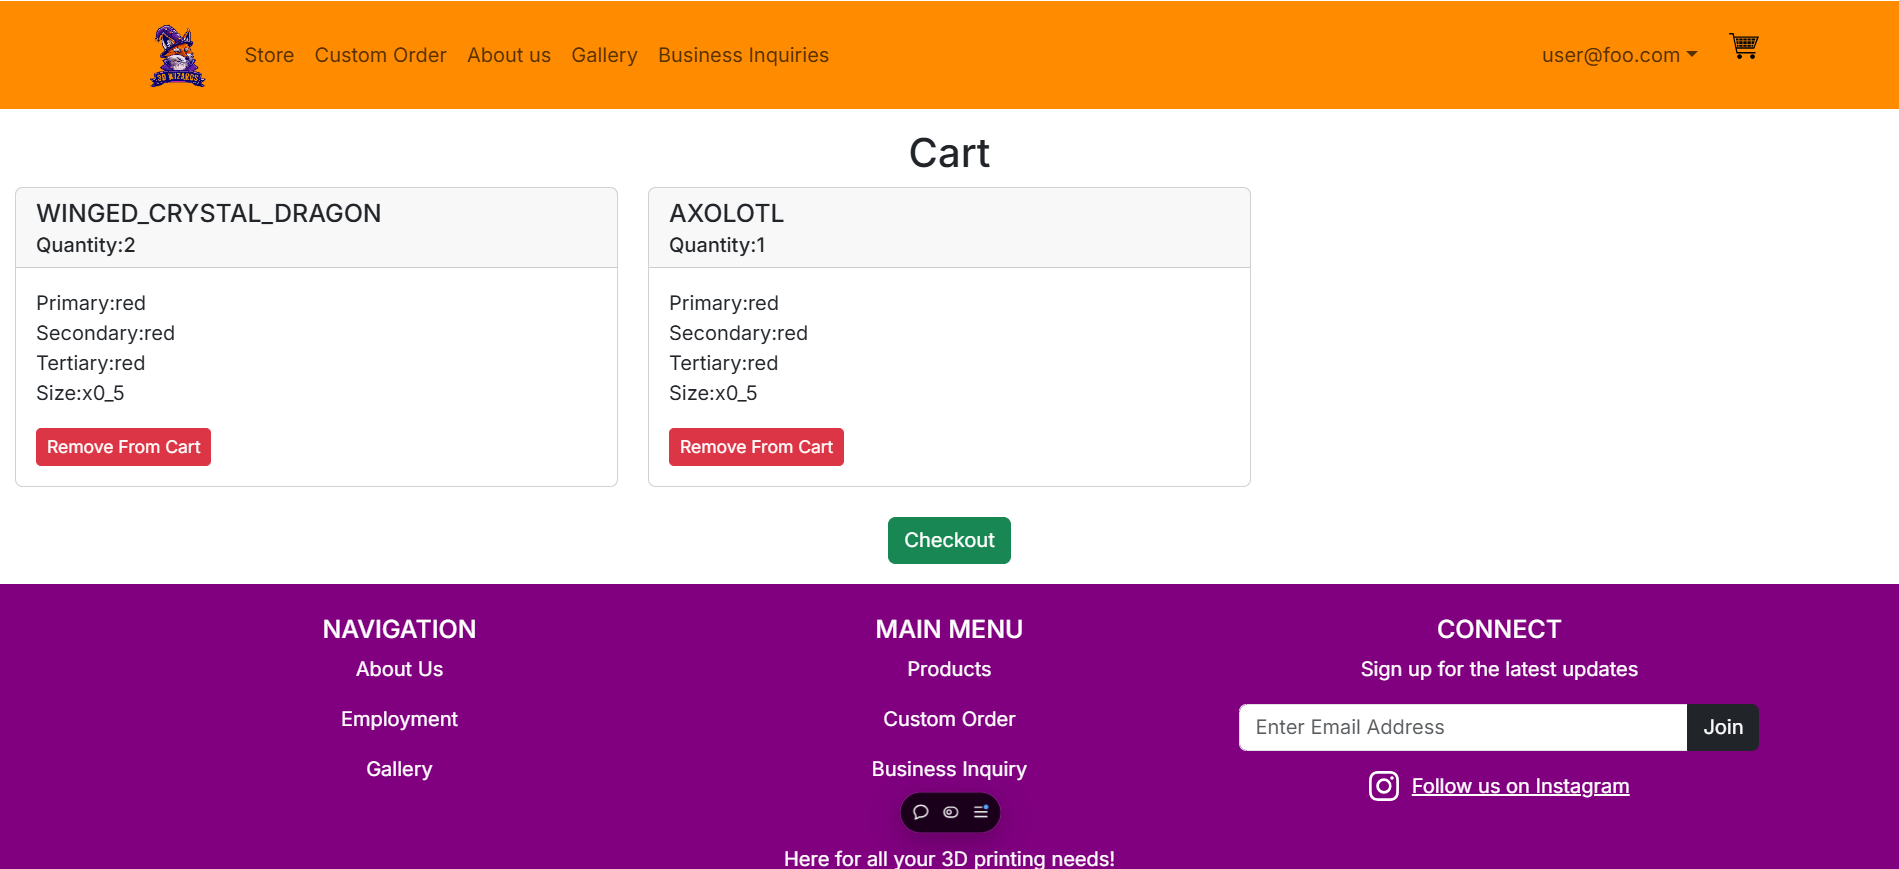 3D WIZARDS
Store Custom Order About us Gallery Business Inquiries
user@foo.com
Cart
WINGED_CRYSTAL_DRAGON
Quantity:2
Primary:red
Secondary:red
Tertiary:red
Size:x0_5
Remove From Cart
AXOLOTL
Quantity:1
Primary:red
Secondary:red
Tertiary:red
Size:x0_5
Remove From Cart
Checkout
NAVIGATION
About Us
Employment
Gallery
MAIN MENU
Products
Custom Order
Business Inquiry
CONNECT
Sign up for the latest updates
Enter Email Address Join
Follow us on Instagram
Here for all your 3D printing needs!